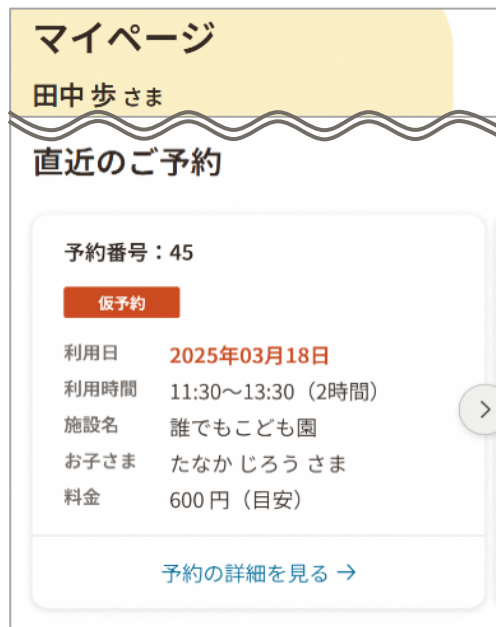 マイページ
田中 歩 さま
直近のご予約
予約番号：45
仮予約
利用日 2025年03月18日
利用時間 11:30～13:30（2時間）
施設名 誰でもこども園
お子さま たなか じろう さま
料金 600 円（目安）
予約の詳細を見る →